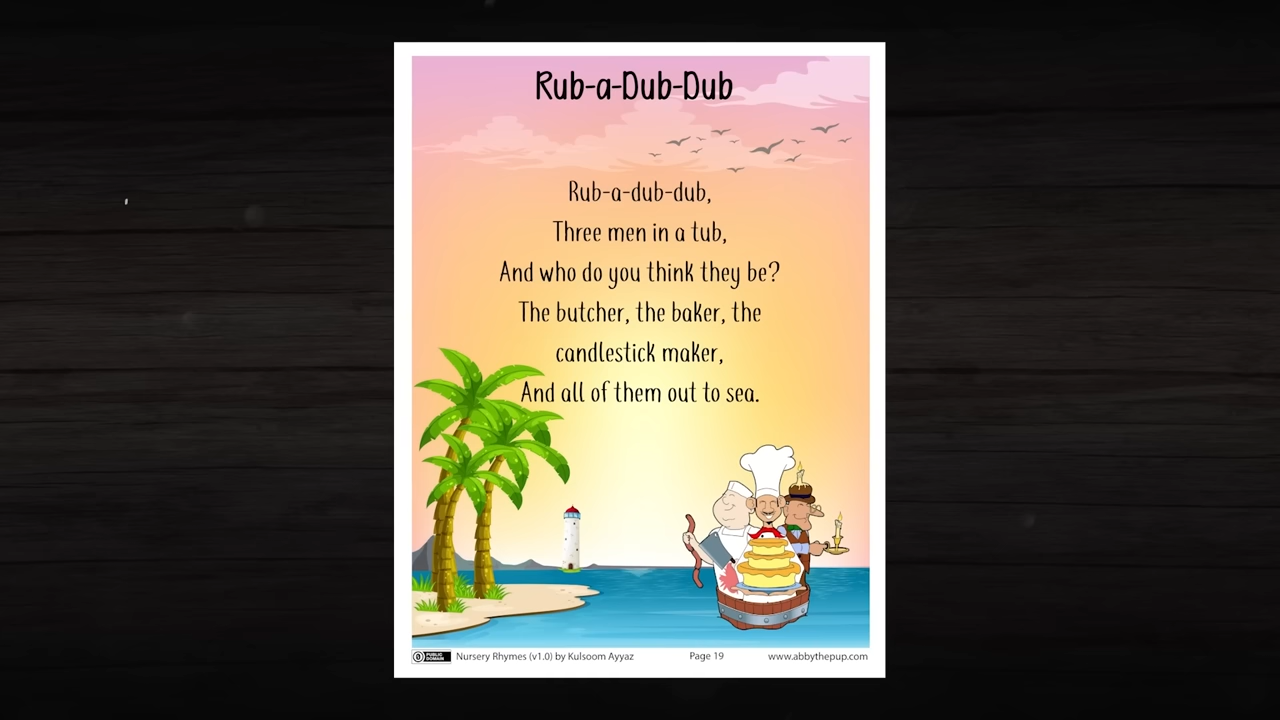 Rub-a-Dub-Dub
Rub-a-dub-dub,
Three men in a tub,
And who do you think they be?
The butcher, the baker, the
candlestick maker,
And all of them out to sea.
PUBLIC
DOMAIN
Nursery Rhymes (v1.0) by Kulsoom Ayyaz
Page 19
www.abbythepup.com